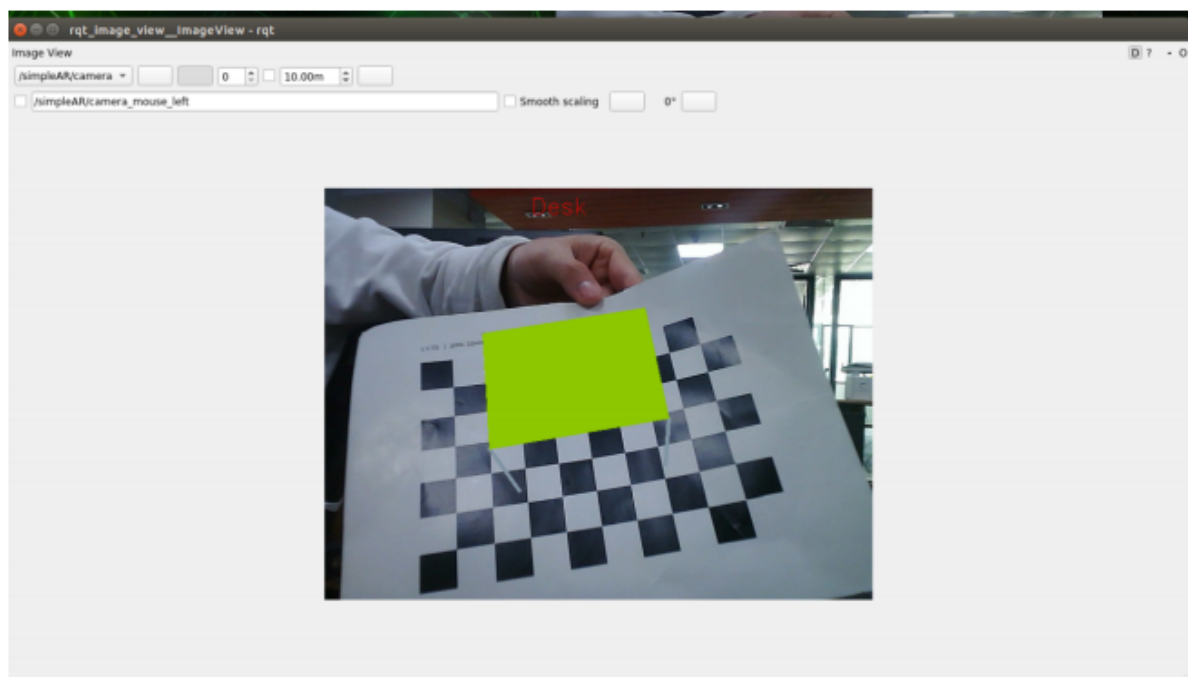 rqt_image_view__ImageView - rqt
Image View
D ? - O
/simpleAR/camera 0 10.00m
/simpleAR/camera_mouse_left Smooth scaling 0°
Desk